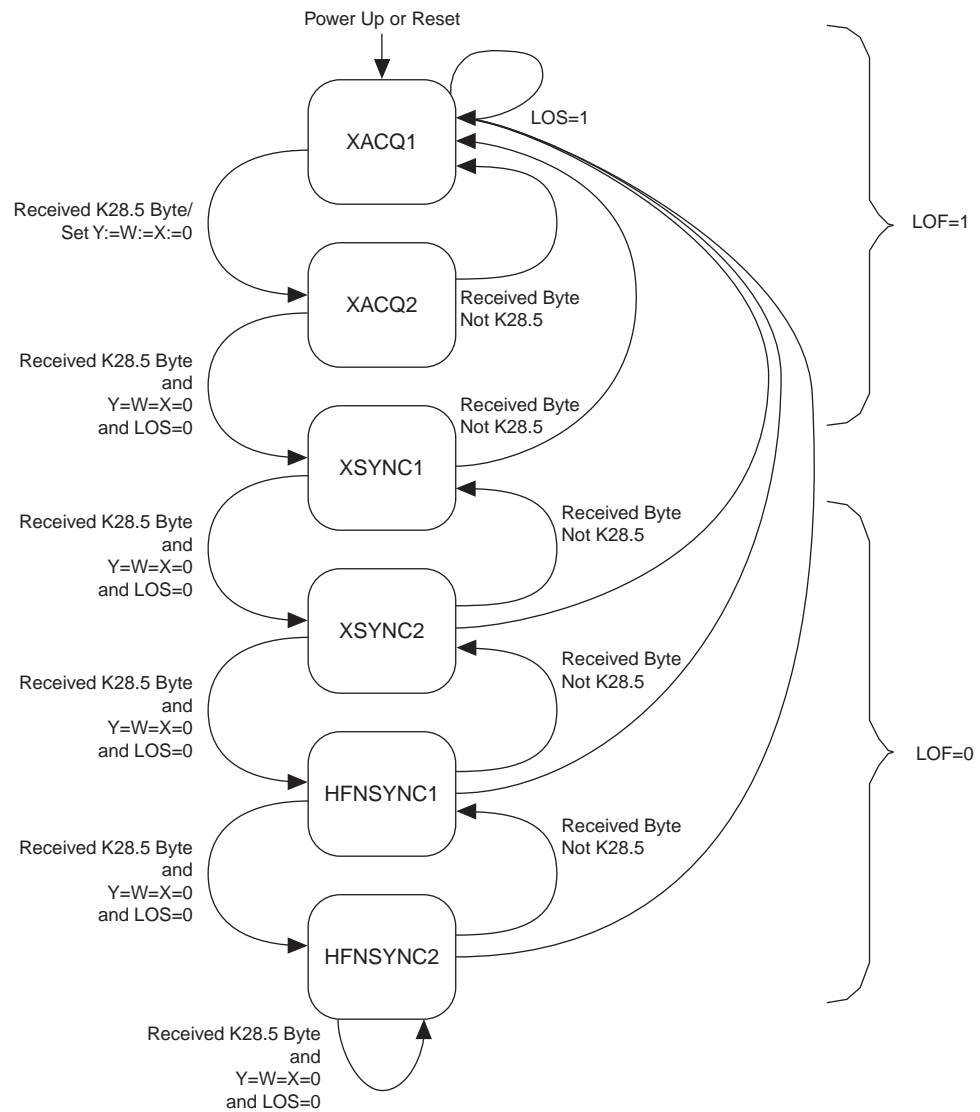 Power Up or Reset
LOS=1
XACQ1
Received K28.5 Byte/
Set Y:=W:=X:=0
LOF=1
XACQ2
Received Byte
Not K28.5
Received K28.5 Byte
and
Y=W=X=0
and LOS=0
Received Byte
Not K28.5
XSYNC1
Received K28.5 Byte
and
Y=W=X=0
and LOS=0
Received Byte
Not K28.5
XSYNC2
Received K28.5 Byte
and
Y=W=X=0
and LOS=0
Received Byte
Not K28.5
LOF=0
HFNSYNC1
Received K28.5 Byte
and
Y=W=X=0
and LOS=0
Received Byte
Not K28.5
HFNSYNC2
Received K28.5 Byte
and
Y=W=X=0
and LOS=0